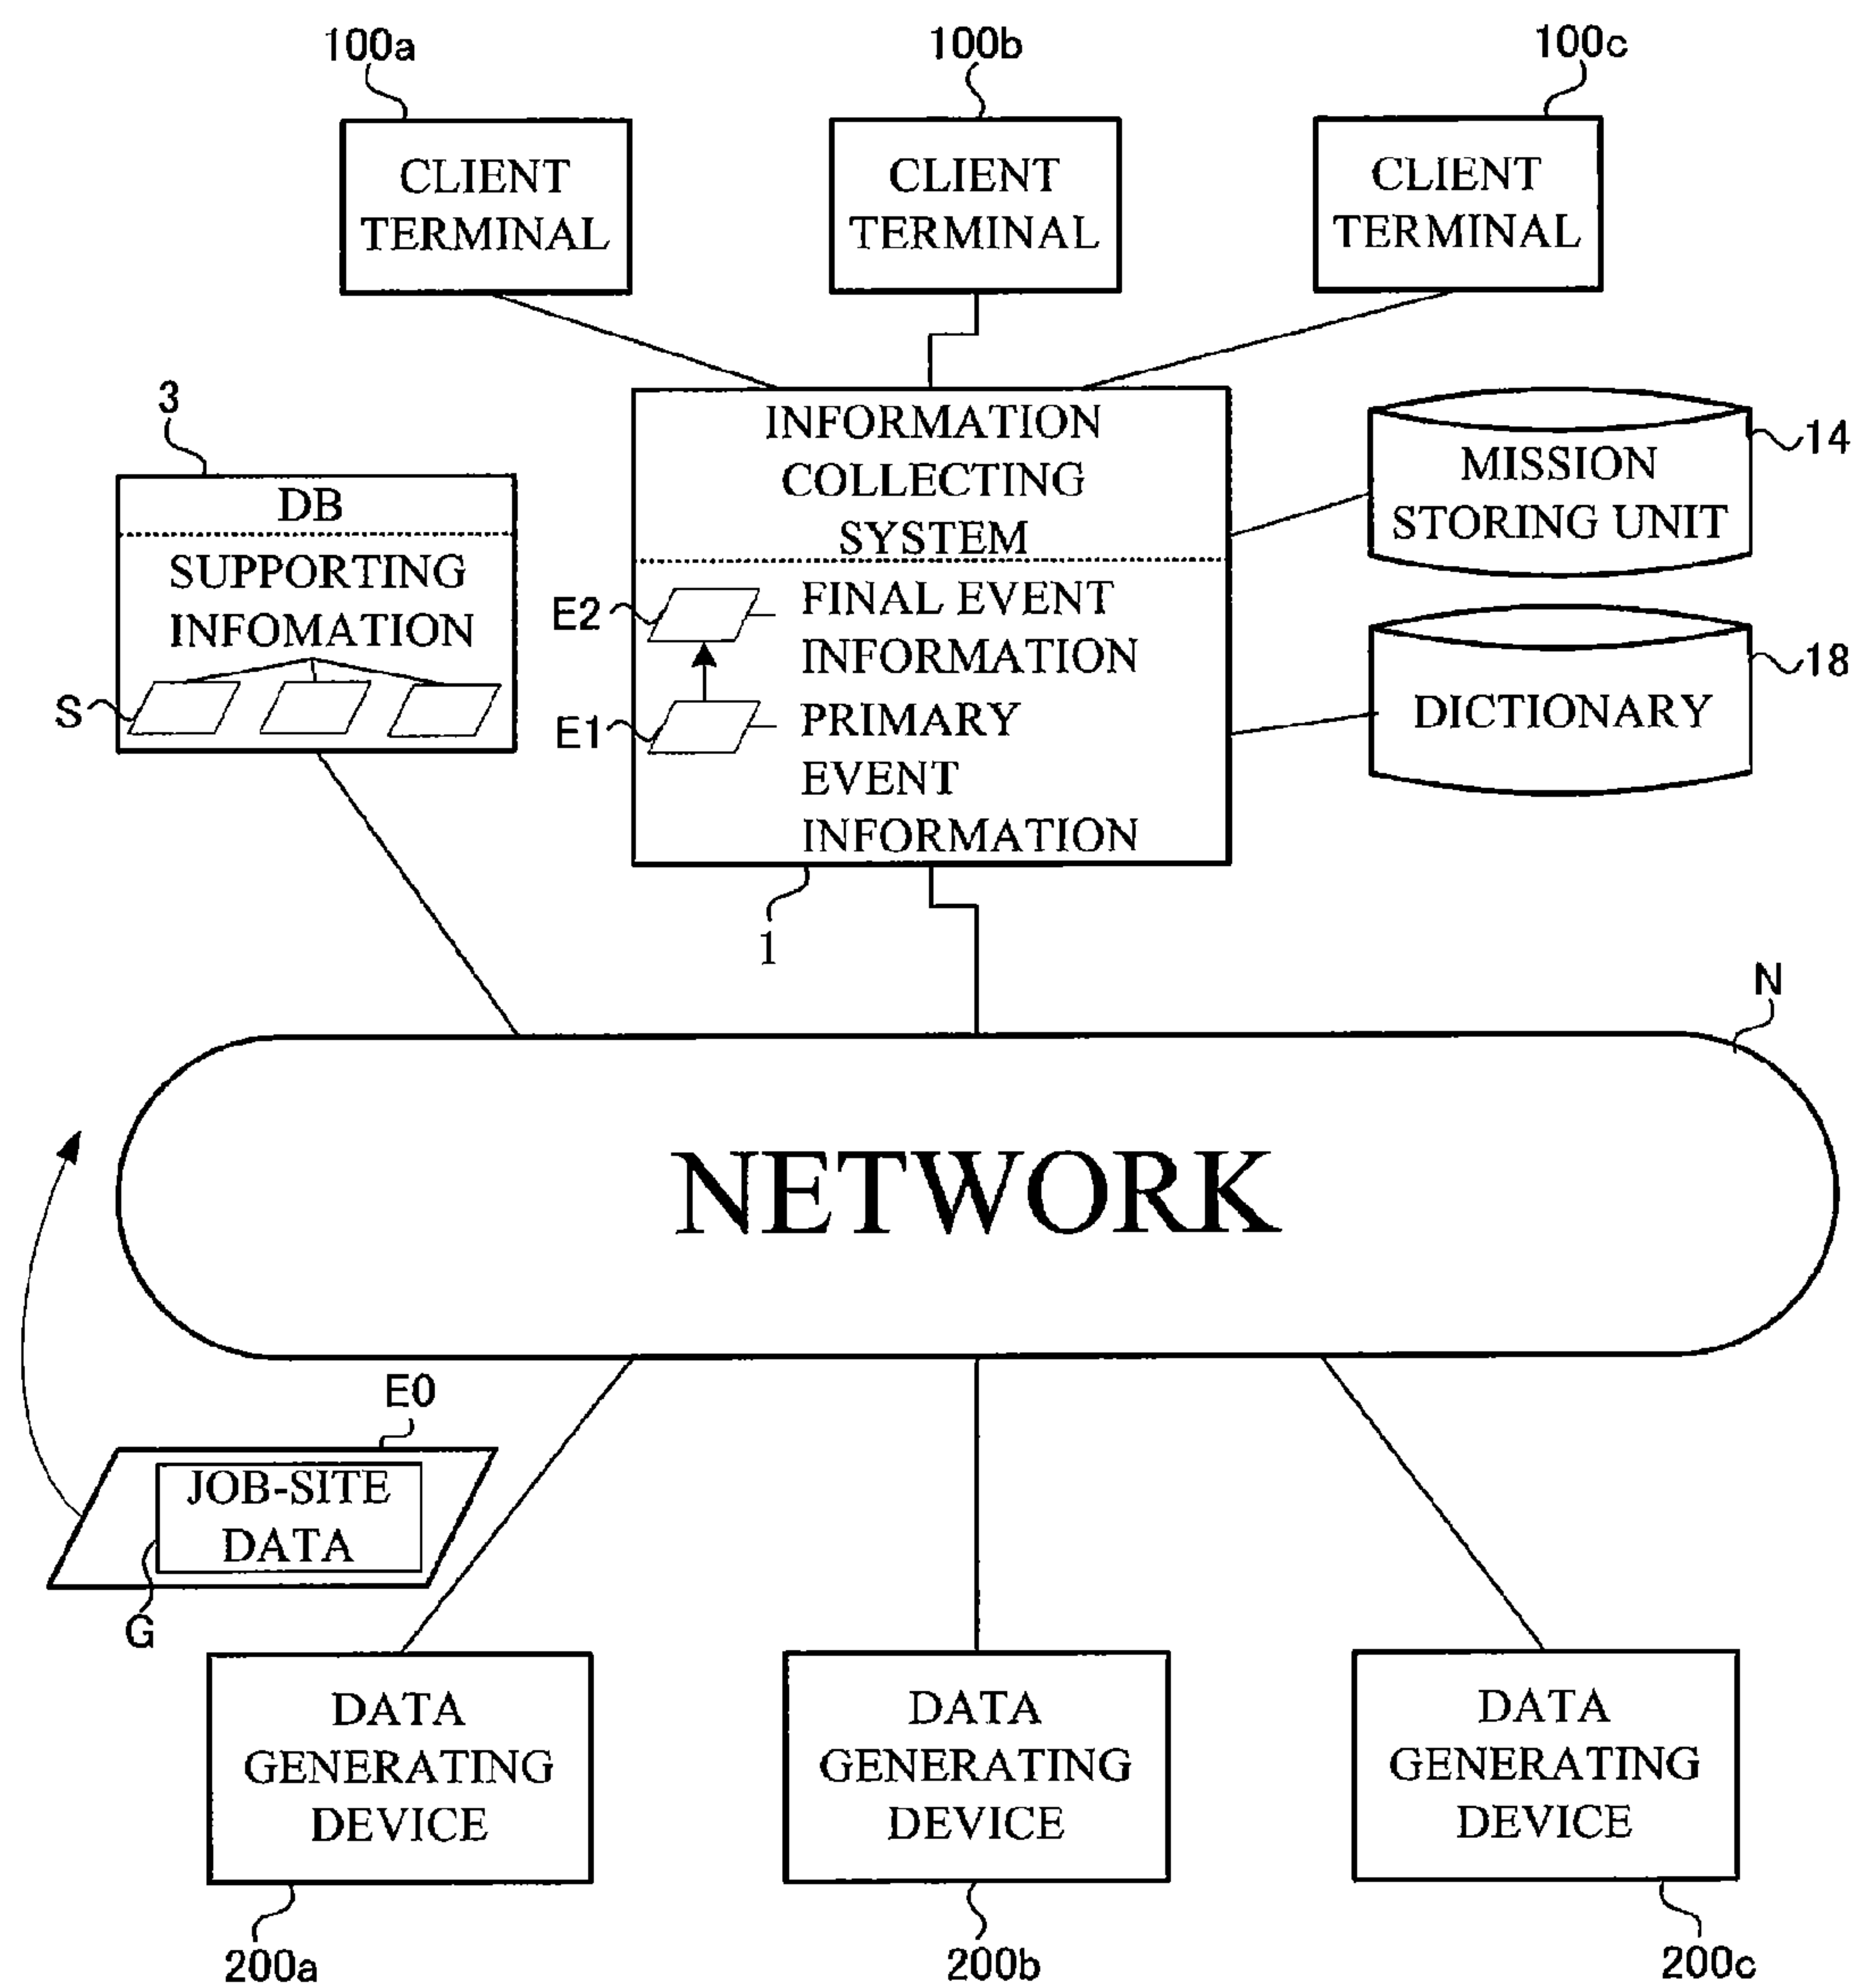 100a
100b
100c
CLIENT
TERMINAL
CLIENT
TERMINAL
CLIENT
TERMINAL
3
DB
SUPPORTING
INFOMATION
S
INFORMATION
COLLECTING
SYSTEM
E2
FINAL EVENT
INFORMATION
E1
PRIMARY
EVENT
INFORMATION
1
MISSION
STORING UNIT
14
DICTIONARY
18
N
NETWORK
E0
JOB-SITE
DATA
G
DATA
GENERATING
DEVICE
DATA
GENERATING
DEVICE
DATA
GENERATING
DEVICE
200a
200b
200c